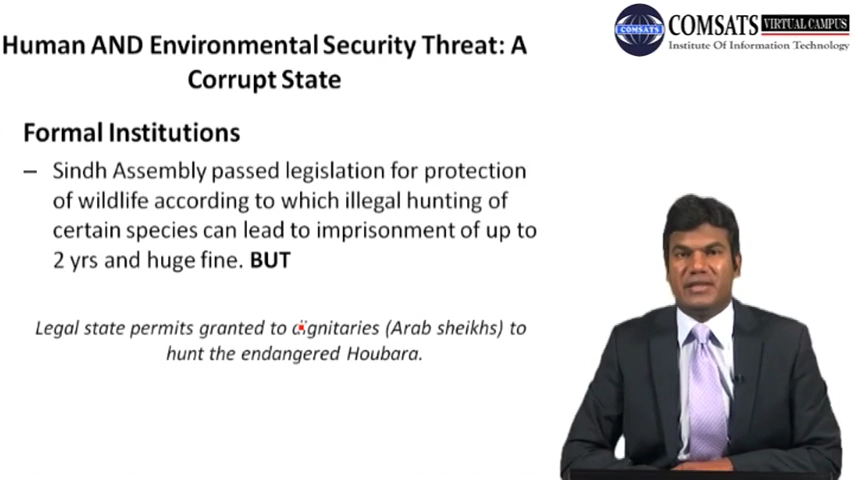 Human AND Environmental Security Threat: A
Corrupt State
COMSATS VIRTUAL CAMPUS
Institute Of Information Technology
COMSATS
Formal Institutions
– Sindh Assembly passed legislation for protection
of wildlife according to which illegal hunting of
certain species can lead to imprisonment of up to
2 yrs and huge fine. BUT
Legal state permits granted to dignitaries (Arab sheikhs) to
hunt the endangered Houbara.